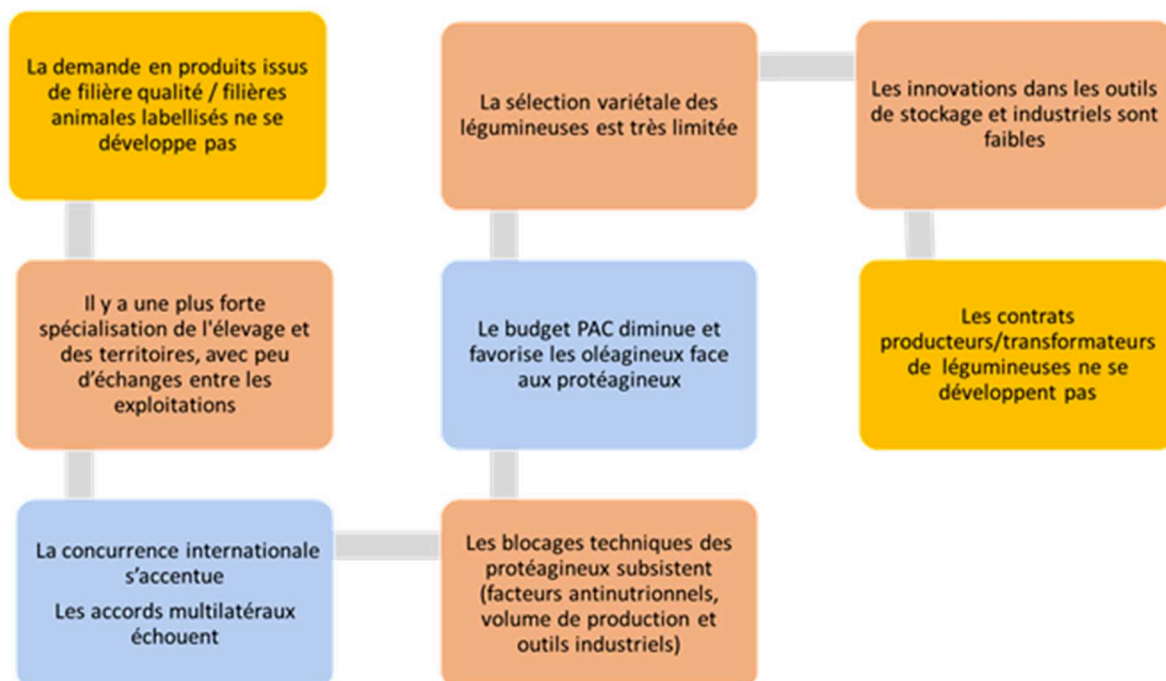 La demande en produits issus
de filière qualité / filières
animales labellisés ne se
développe pas
Il y a une plus forte
spécialisation de l'élevage et
des territoires, avec peu
d’échanges entre les
exploitations
La concurrence internationale
s’accentue
Les accords multilatéraux
échouent
Les blocages techniques des
protéagineux subsistent
(facteurs antinutrionnels,
volume de production et
outils industriels)
Le budget PAC diminue et
favorise les oléagineux face
aux protéagineux
La sélection variétale des
légumineuses est très limitée
Les innovations dans les outils
de stockage et industriels sont
faibles
Les contrats
producteurs/transformateurs
de légumineuses ne se
développent pas